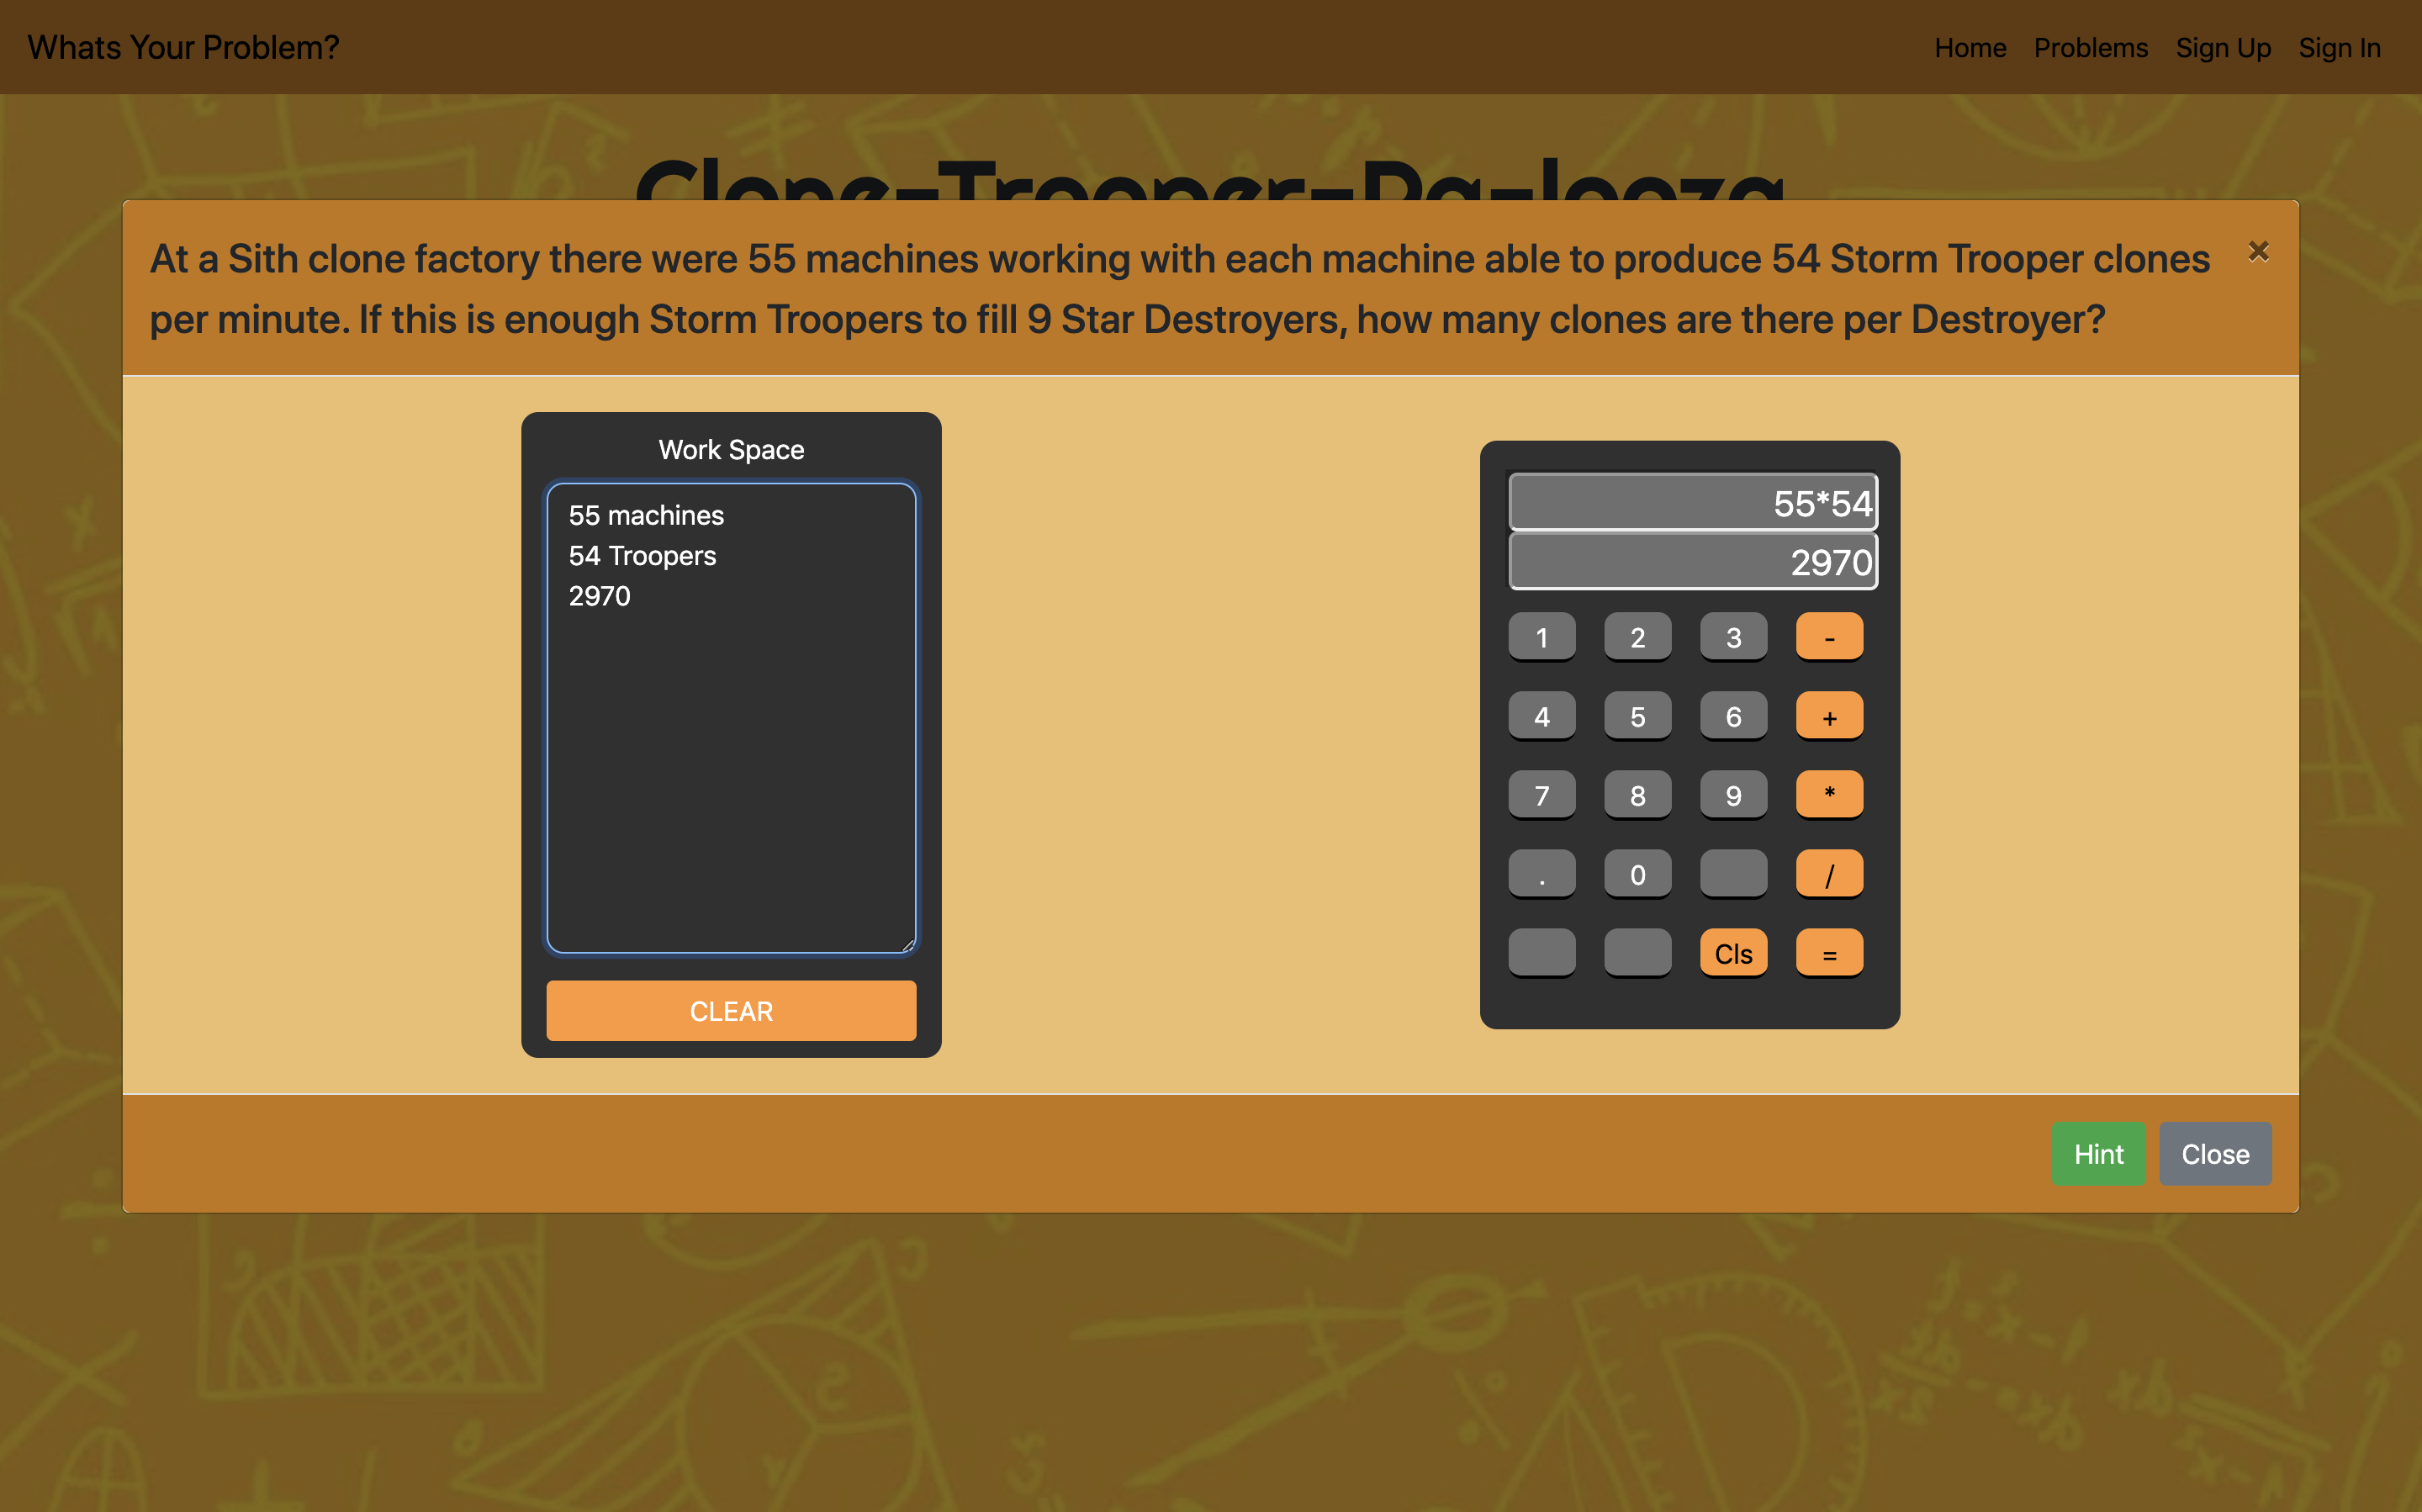 Whats Your Problem?
Home Problems Sign Up Sign In
Clone-Trooper-Pa-looza
At a Sith clone factory there were 55 machines working with each machine able to produce 54 Storm Trooper clones
per minute. If this is enough Storm Troopers to fill 9 Star Destroyers, how many clones are there per Destroyer?
×
Work Space
55 machines
54 Troopers
2970
CLEAR
55*54
2970
1 2 3 -
4 5 6 +
7 8 9 *
. 0 /
Cls =
Hint Close